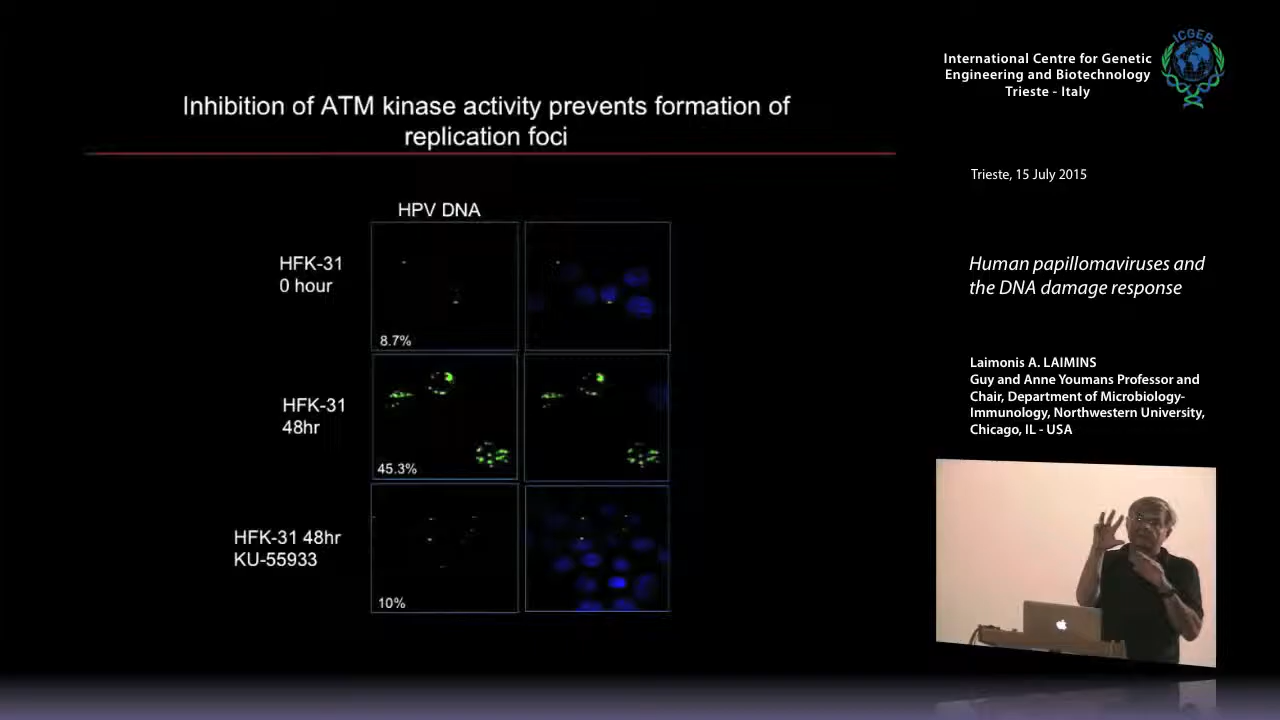 Inhibition of ATM kinase activity prevents formation of
replication foci
HPV DNA
HFK-31
0 hour
8.7%
HFK-31
48hr
45.3%
HFK-31 48hr
KU-55933
10%
International Centre for Genetic
Engineering and Biotechnology
Trieste - Italy
ICGEB
Trieste, 15 July 2015
Human papillomaviruses and
the DNA damage response
Laimonis A. LAIMINS
Guy and Anne Youmans Professor and
Chair, Department of Microbiology-
Immunology, Northwestern University,
Chicago, IL - USA